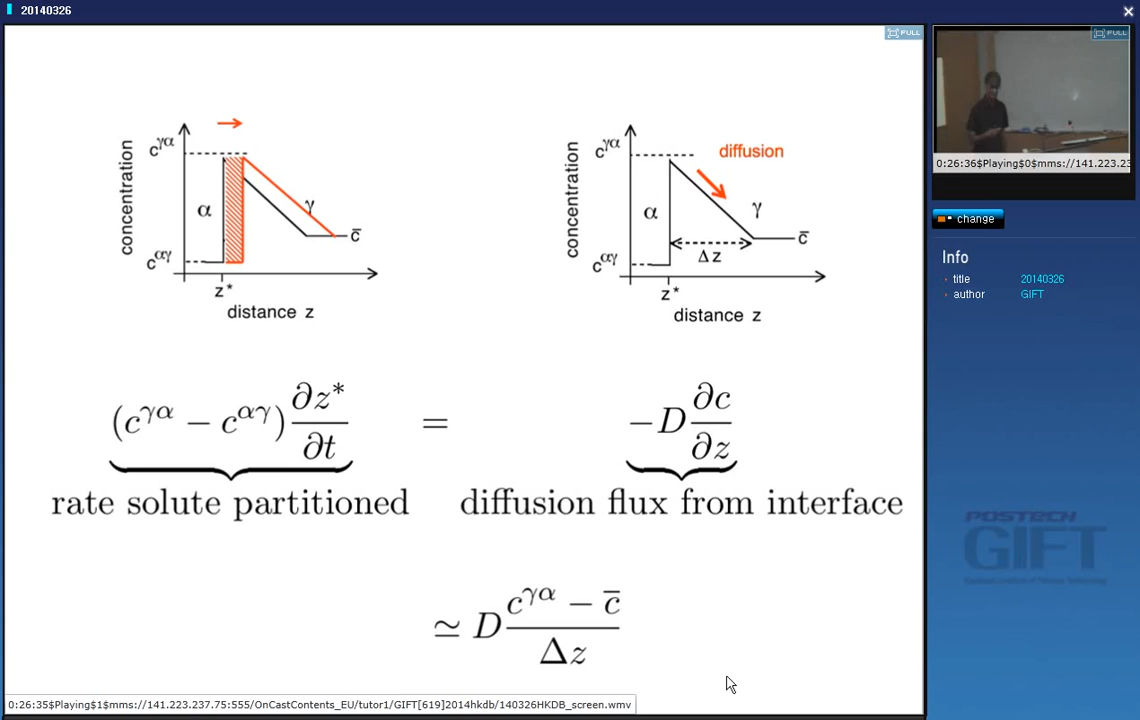 20140326
FULL
concentration
c^γα
α
γ
c̄
c^αγ
z*
distance z
concentration
c^γα
diffusion
α
γ
c̄
Δz
c^αγ
z*
distance z
(c^γα − c^αγ) ∂z*/∂t = −D ∂c/∂z
rate solute partitioned diffusion flux from interface
≃ D (c^γα − c̄)/Δz
0:26:35$Playing$1$mms://141.223.237.75:555/OnCastContents_EU/tutor1/GIFT[619]2014hkdb/140326HKDB_screen.wmv
FULL
0:26:36$Playing$0$mms://141.223.23
change
Info
title 20140326
author GIFT
POSTECH
GIFT